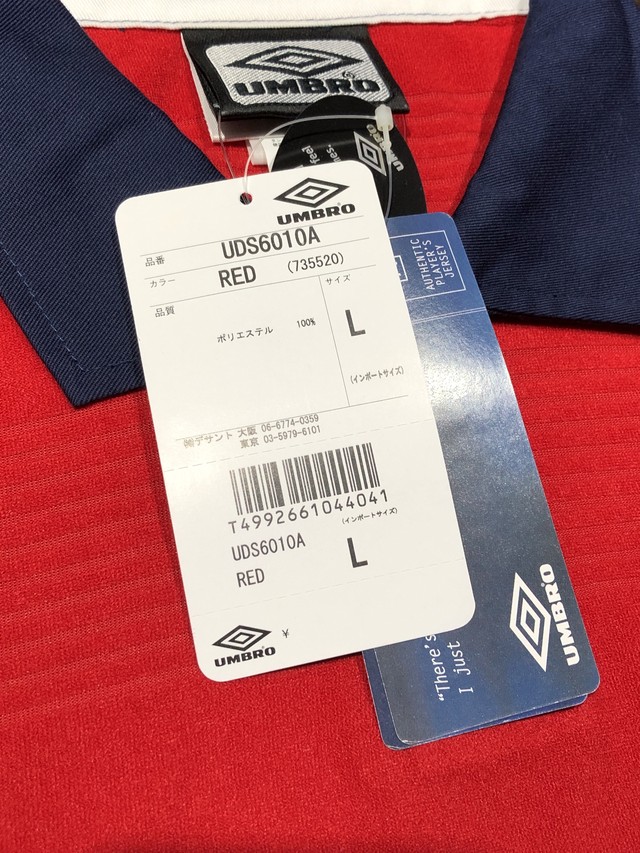 UMBRO
UMBRO
UMBRO
品番 UDS6010A
カラー RED (735520)
品質 サイズ
ポリエステル 100% L
(インポートサイズ)
㈱デサント 大阪 06-6774-0359
東京 03-5979-6101
T4992661044041
(インポートサイズ)
UDS6010A
RED L
UMBRO ¥
AUTHENTIC
PLAYER'S
JERSEY
UMBRO
"There's
I just